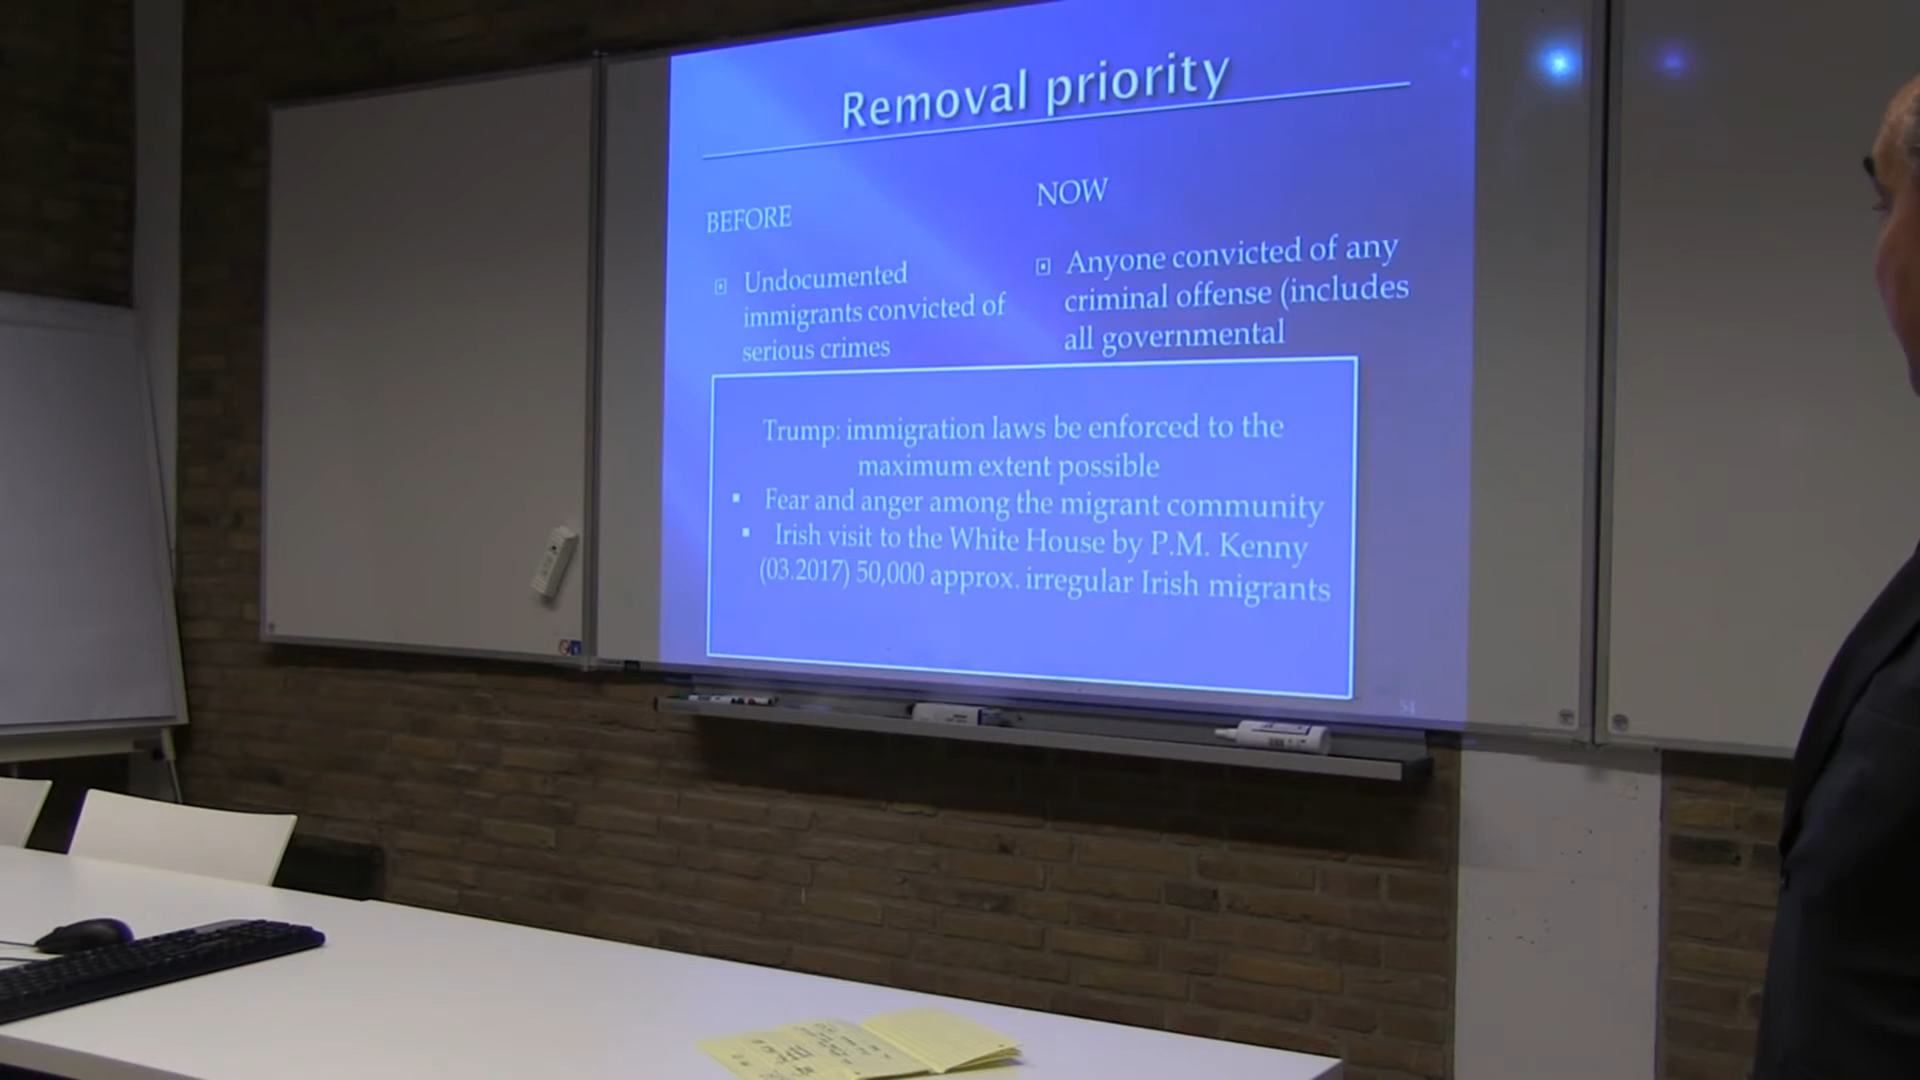 Removal priority
BEFORE
Undocumented
immigrants convicted of
serious crimes
NOW
Anyone convicted of any
criminal offense (includes
all governmental
Trump: immigration laws be enforced to the
maximum extent possible
Fear and anger among the migrant community
Irish visit to the White House by P.M. Kenny
(03.2017) 50,000 approx. irregular Irish migrants